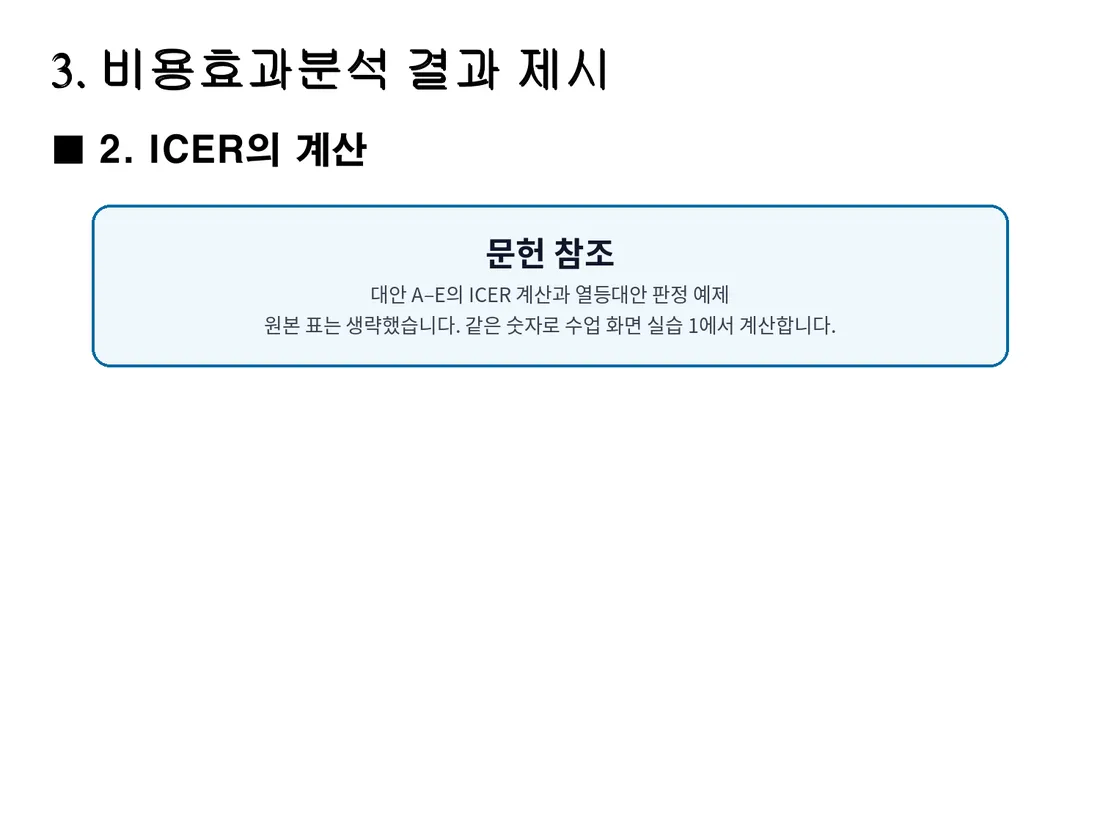 3. 비용효과분석 결과 제시
■ 2. ICER의 계산
문헌 참조
대안 A–E의 ICER 계산과 열등대안 판정 예제
원본 표는 생략했습니다. 같은 숫자로 수업 화면 실습 1에서 계산합니다.